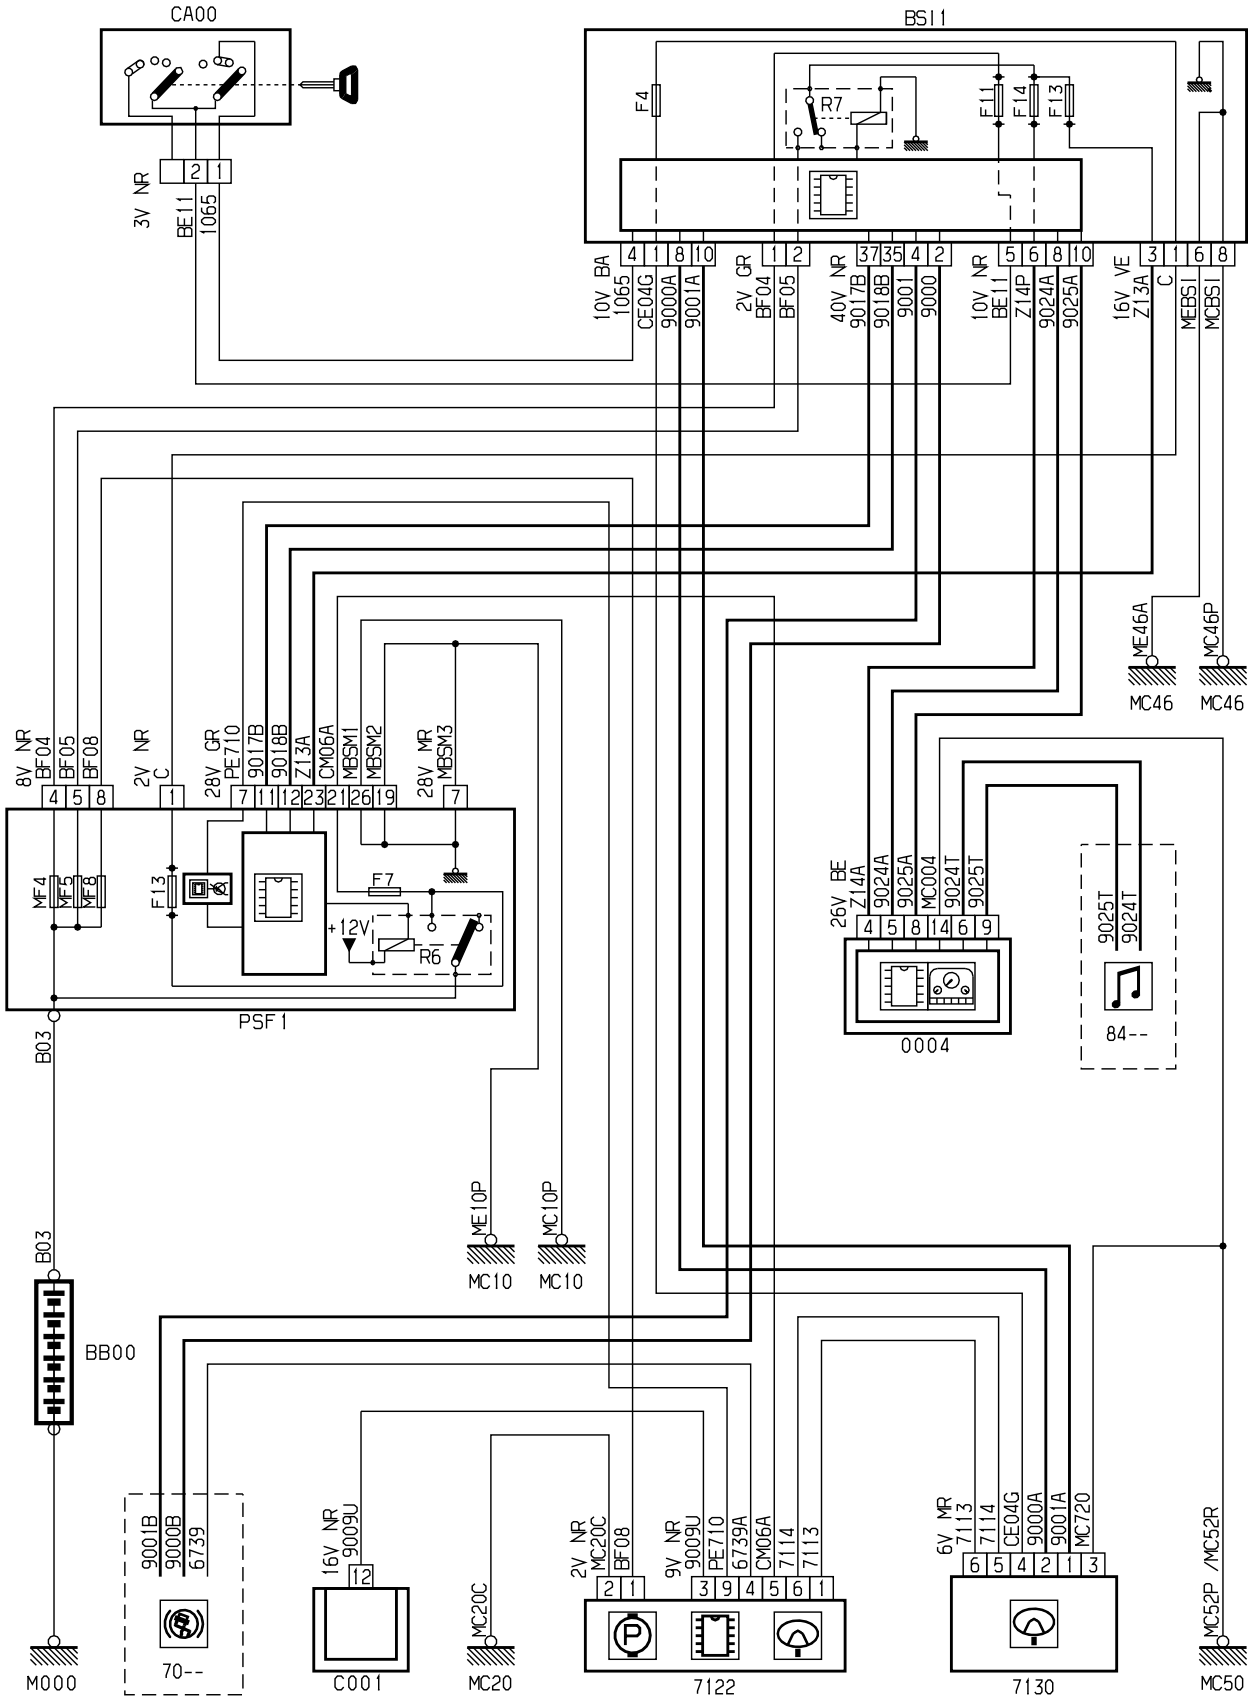 CA00
BSI1
F4
R7
F11
F14
F13
2 1
3V NR
BE11
1065
4 1 8 10
1 2
37 35 4 2
5 6 8 10
3 1 6 8
10V BA
1065
CE04G
9000A
9001A
2V GR
BF04
BF05
40V NR
9017B
9018B
9001
9000
10V NR
BE11
Z14P
9024A
9025A
16V VE
Z13A
C
MEBSI
MCBSI
ME46A
MC46P
MC46
MC46
8V NR
BF04
BF05
BF08
2V NR
C
28V GR
PE710
9017B
9018B
Z13A
CM06A
MBSM1
MBSM2
28V MR
MBSM3
4 5 8
1
7 11 12 23 21 26 19
7
MF4
MF5
MF8
F13
F7
+12V
R6
PSF1
26V BE
Z14A
9024A
9025A
MC004
9024T
9025T
4 5 8 14 6 9
0004
9025T
9024T
84--
B03
B03
BB00
M000
ME10P
MC10P
MC10
MC10
9001B
9000B
6739
70--
16V NR
9009U
12
C001
MC20C
MC20
2V NR
MC20C
BF08
2 1
9V NR
9009U
PE710
6739A
CM06A
7114
7113
3 9 4 5 6 1
P
7122
6V MR
7113
7114
CE04G
9000A
9001A
MC720
6 5 4 2 1 3
7130
MC52P /MC52R
MC50